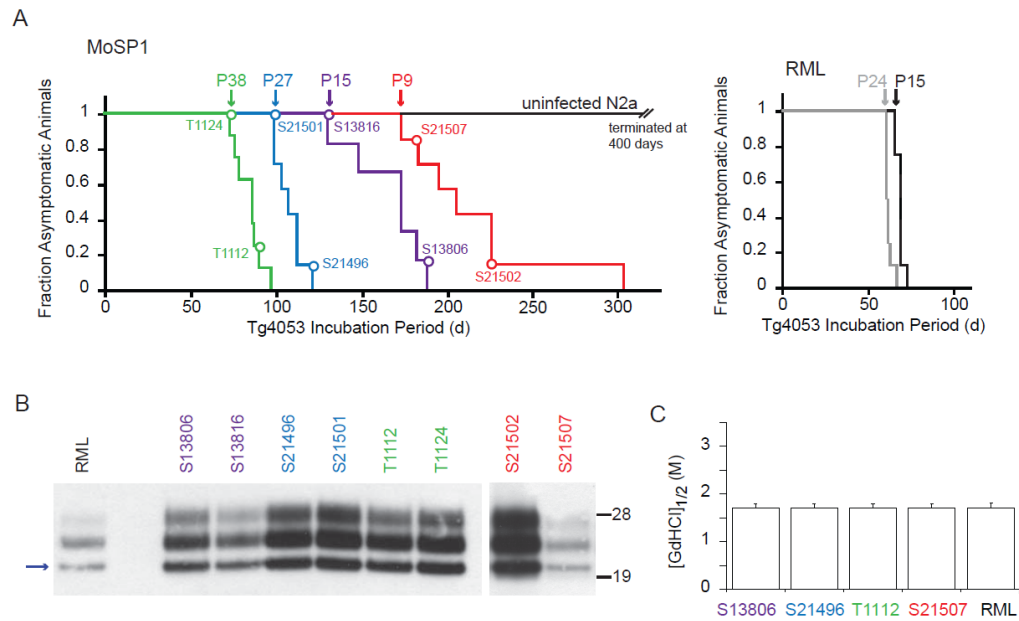 A
MoSP1
P38 P27 P15 P9
uninfected N2a
terminated at
400 days
T1124 S21501 S13816 S21507
T1112 S21496 S13806 S21502
Fraction Asymptomatic Animals
1
0.8
0.6
0.4
0.2
0
0 50 100 150 200 250 300
Tg4053 Incubation Period (d)
RML
P24 P15
Fraction Asymptomatic Animals
1
0.8
0.6
0.4
0.2
0
0 50 100
Tg4053 Incubation Period (d)
B
RML S13806 S13816 S21496 S21501 T1112 T1124 S21502 S21507
28
19
C
[GdHCl]1/2 (M)
3
2
1
0
S13806 S21496 T1112 S21507 RML